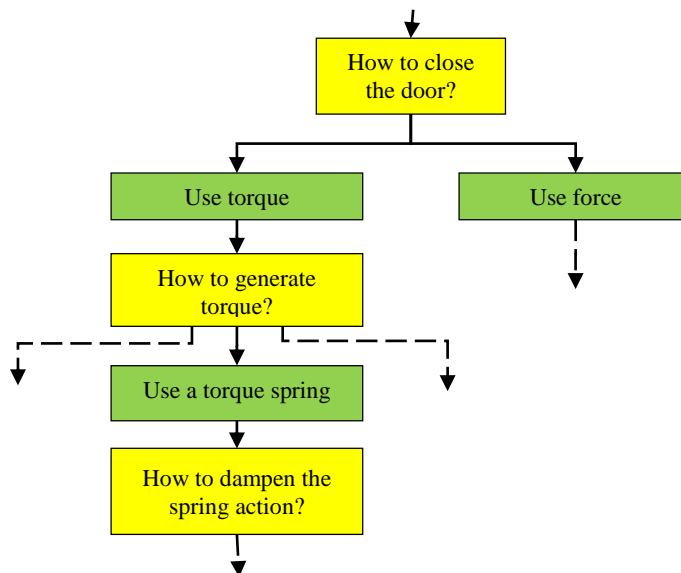 How to close
the door?
Use torque
Use force
How to generate
torque?
Use a torque spring
How to dampen the
spring action?